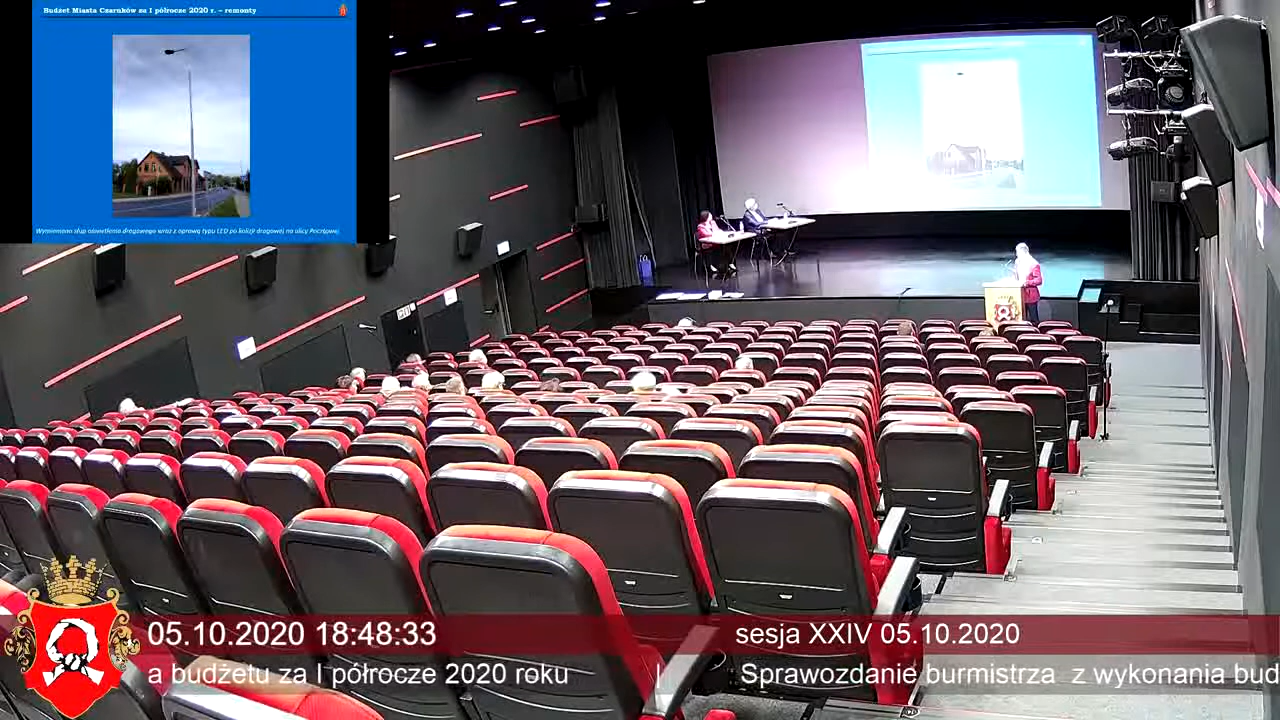 Budżet Miasta Czarnków za I półrocze 2020 r. – remonty
Wymieniono słup oświetlenia drogowego wraz z oprawą typu LED po kolizji drogowej na ulicy Pocztowej.
05.10.2020 18:48:33
sesja XXIV 05.10.2020
a budżetu za I półrocze 2020 roku | Sprawozdanie burmistrza z wykonania bud